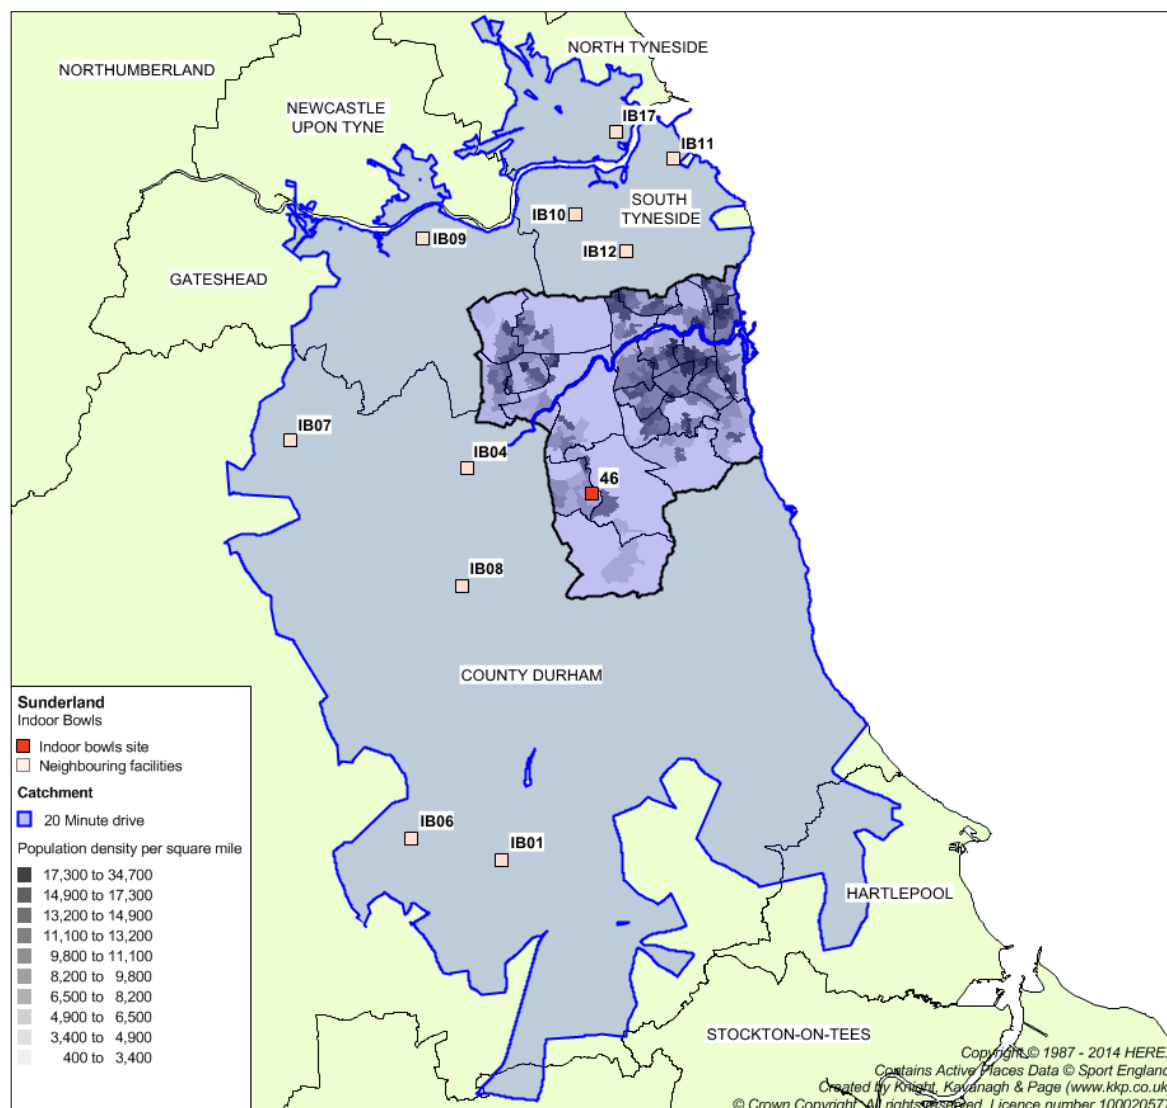 NORTH TYNESIDE
NORTHUMBERLAND
NEWCASTLE
UPON TYNE
IB17
IB11
SOUTH
TYNESIDE
IB10
IB09
IB12
GATESHEAD
IB07
IB04
46
IB08
COUNTY DURHAM
IB06
IB01
HARTLEPOOL
STOCKTON-ON-TEES
Sunderland
Indoor Bowls
Indoor bowls site
Neighbouring facilities
Catchment
20 Minute drive
Population density per square mile
17,300 to 34,700
14,900 to 17,300
13,200 to 14,900
11,100 to 13,200
9,800 to 11,100
8,200 to 9,800
6,500 to 8,200
4,900 to 6,500
3,400 to 4,900
400 to 3,400
Copyright © 1987 - 2014 HERE.
Contains Active Places Data © Sport England
Created by Knight, Kavanagh & Page (www.kkp.co.uk
© Crown Copyright. All rights reserved. Licence number 10002057